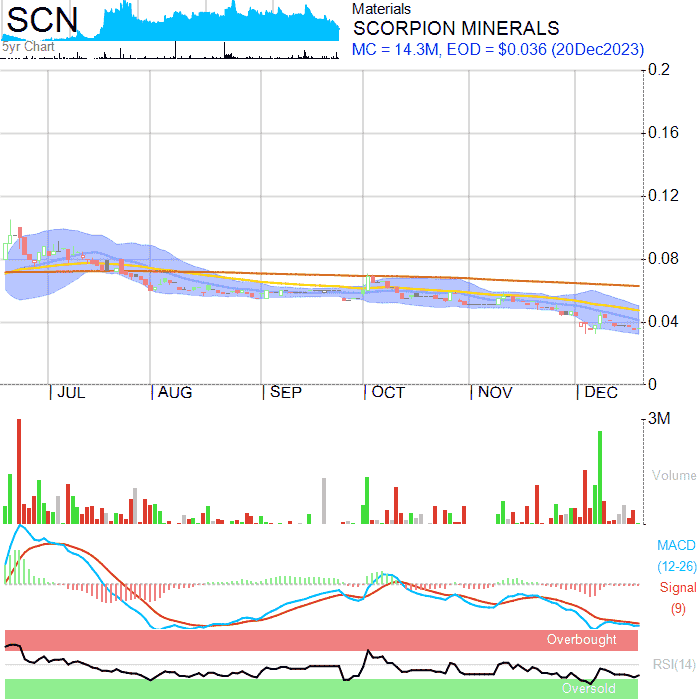 SCN
5yr Chart
Materials
SCORPION MINERALS
MC = 14.3M, EOD = $0.036 (20Dec2023)
0.2
0.16
0.12
0.08
0.04
0
JUL AUG SEP OCT NOV DEC
3M
Volume
MACD
(12-26)
Signal
(9)
Overbought
RSI(14)
Oversold